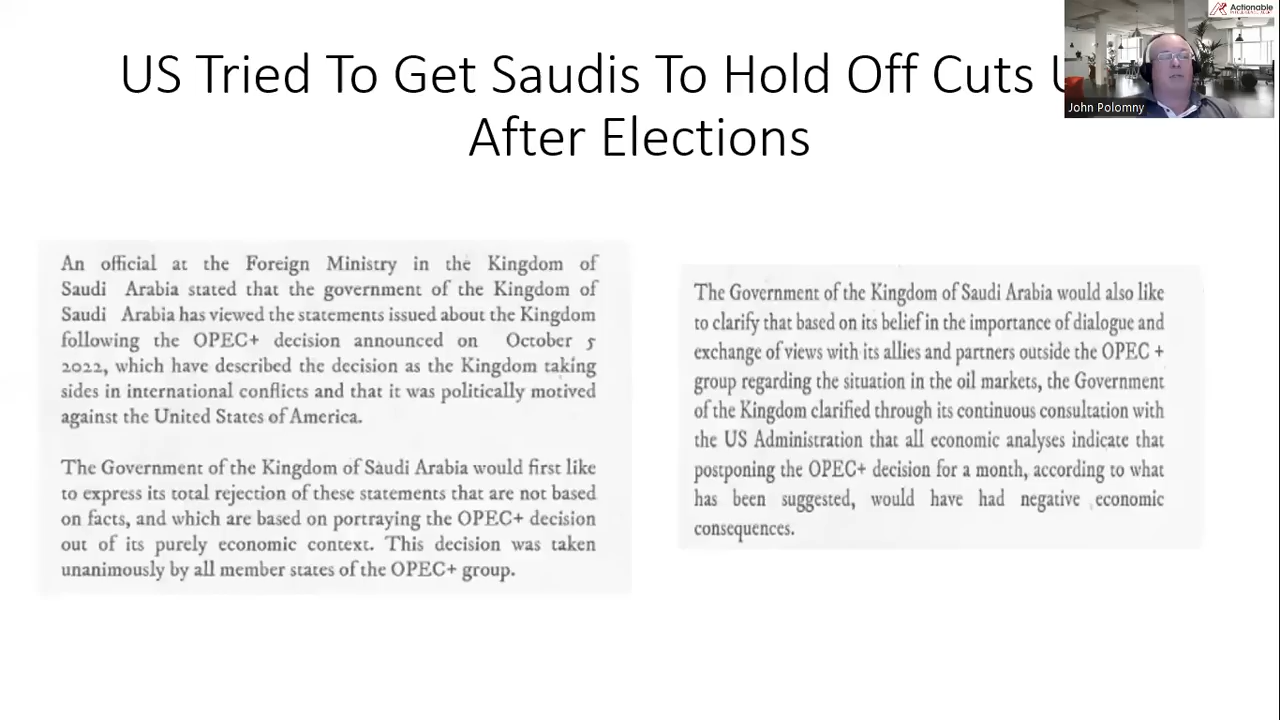 US Tried To Get Saudis To Hold Off Cuts
After Elections
Actionable
John Polomny
An official at the Foreign Ministry in the Kingdom of
Saudi Arabia stated that the government of the Kingdom of
Saudi Arabia has viewed the statements issued about the Kingdom
following the OPEC+ decision announced on October 5
2022, which have described the decision as the Kingdom taking
sides in international conflicts and that it was politically motived
against the United States of America.
The Government of the Kingdom of Saudi Arabia would first like
to express its total rejection of these statements that are not based
on facts, and which are based on portraying the OPEC+ decision
out of its purely economic context. This decision was taken
unanimously by all member states of the OPEC+ group.
The Government of the Kingdom of Saudi Arabia would also like
to clarify that based on its belief in the importance of dialogue and
exchange of views with its allies and partners outside the OPEC +
group regarding the situation in the oil markets, the Government
of the Kingdom clarified through its continuous consultation with
the US Administration that all economic analyses indicate that
postponing the OPEC+ decision for a month, according to what
has been suggested, would have had negative economic
consequences.